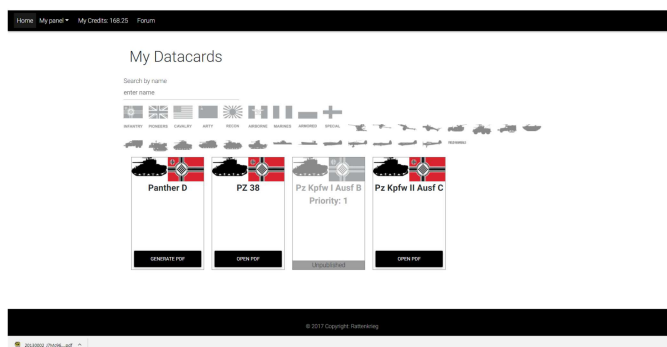 Home My panel My Credits: 168.25 Forum
My Datacards
Search by name
enter name
INFANTRY PIONEERS CAVALRY ARTY RECON AIRBORNE MARINES ARMORED SPECIAL
Panther D
PZ 38
Pz Kpfw I Ausf B
Priority: 1
Pz Kpfw II Ausf C
GENERATE PDF
OPEN PDF
Unpublished
OPEN PDF
© 2017 Copyright: Rattenkrieg